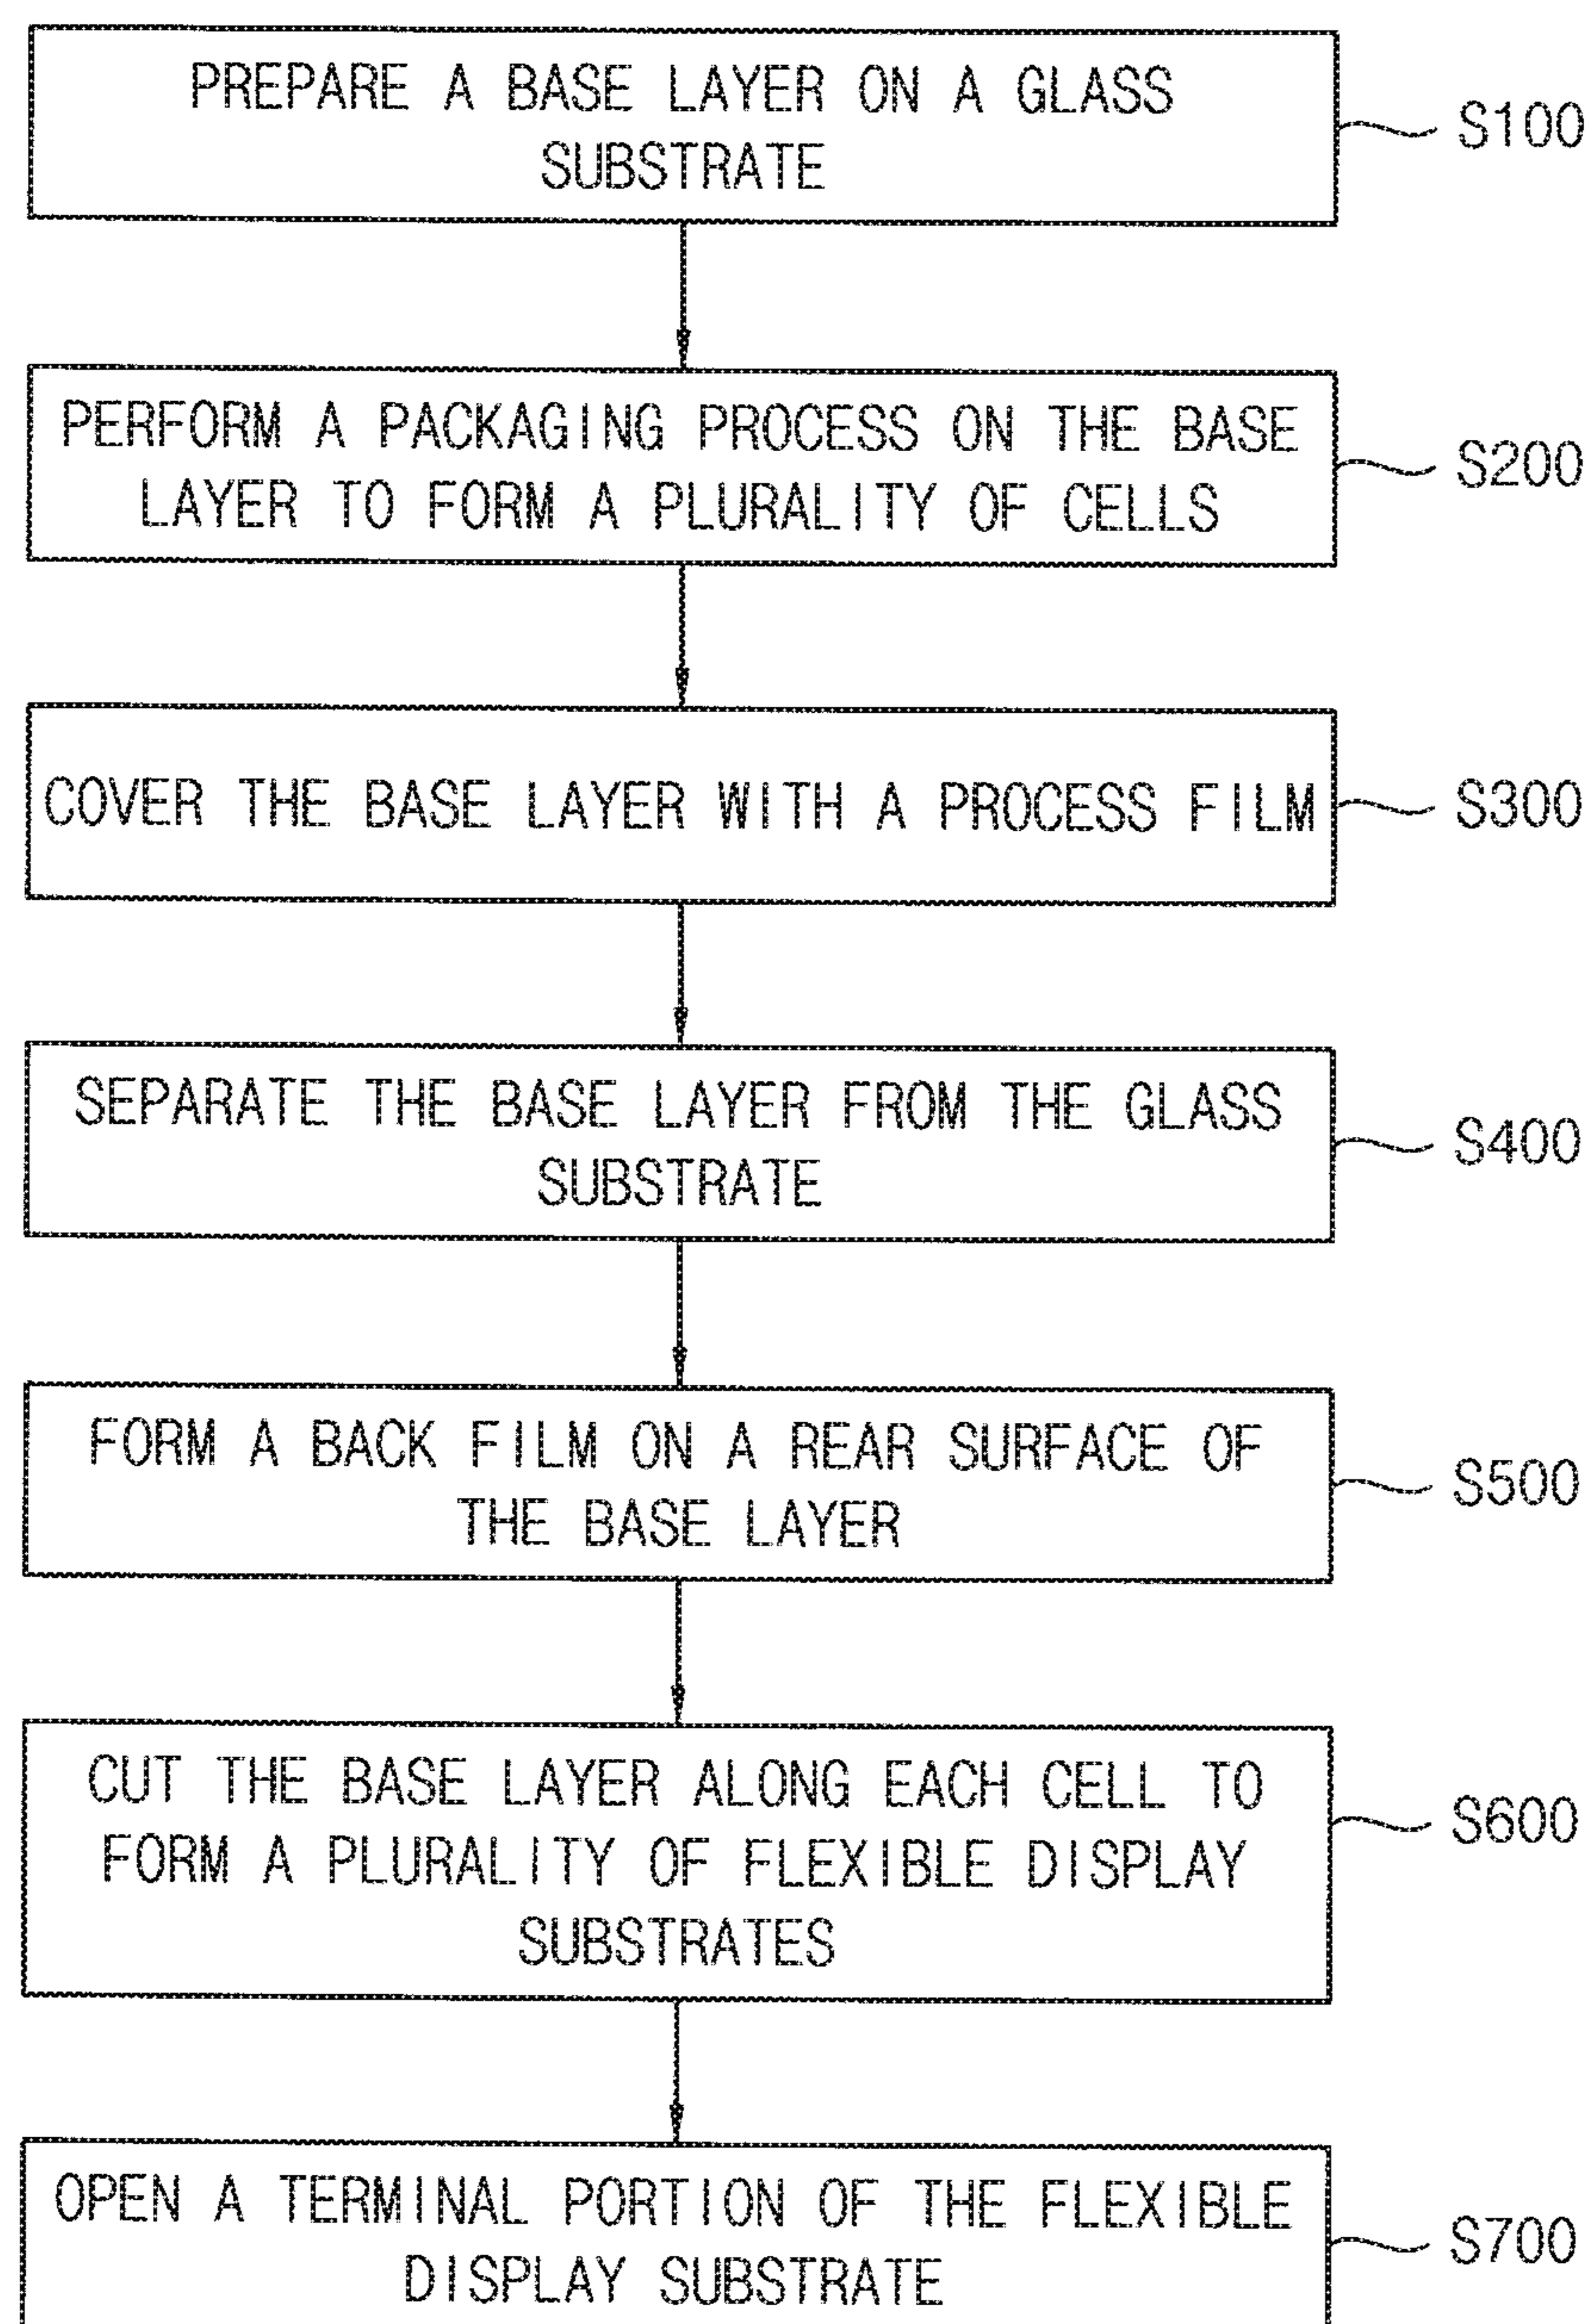 PREPARE A BASE LAYER ON A GLASS
SUBSTRATE
S100
PERFORM A PACKAGING PROCESS ON THE BASE
LAYER TO FORM A PLURALITY OF CELLS
S200
COVER THE BASE LAYER WITH A PROCESS FILM
S300
SEPARATE THE BASE LAYER FROM THE GLASS
SUBSTRATE
S400
FORM A BACK FILM ON A REAR SURFACE OF
THE BASE LAYER
S500
CUT THE BASE LAYER ALONG EACH CELL TO
FORM A PLURALITY OF FLEXIBLE DISPLAY
SUBSTRATES
S600
OPEN A TERMINAL PORTION OF THE FLEXIBLE
DISPLAY SUBSTRATE
S700